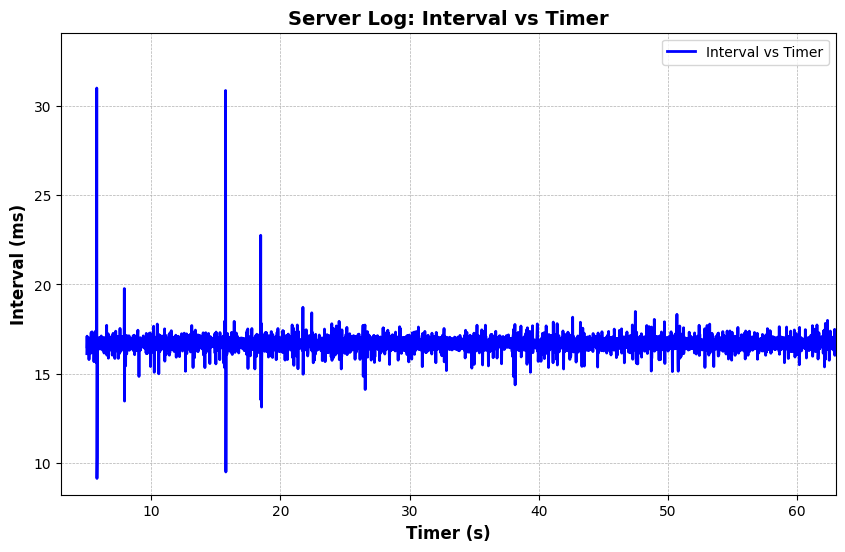 Server Log: Interval vs Timer
Interval vs Timer
30
25
20
15
10
Interval (ms)
10 20 30 40 50 60
Timer (s)